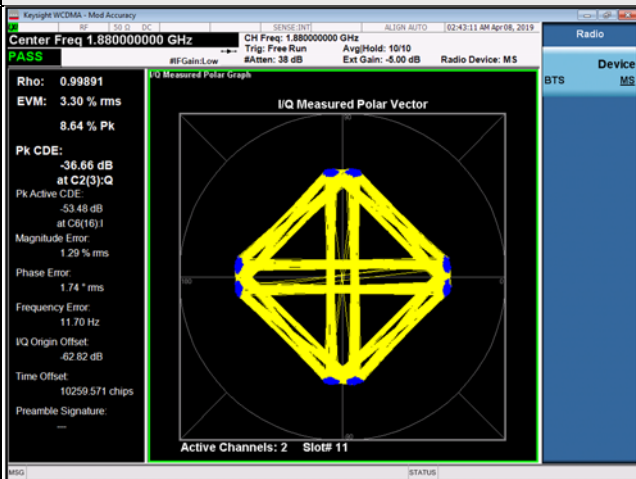 Keysight WCDMA - Mod Accuracy
RF 50 Ω DC SENSE:INT ALIGN AUTO 02:43:11 AM Apr 08, 2019
Center Freq 1.880000000 GHz
PASS
CH Freq: 1.880000000 GHz
Trig: Free Run Avg|Hold: 10/10
#IFGain:Low #Atten: 38 dB Ext Gain: -5.00 dB Radio Device: MS
Rho: 0.99891
EVM: 3.30 % rms
8.64 % Pk
Pk CDE:
-36.66 dB
at C2(3):Q
Pk Active CDE:
-53.48 dB
at C6(16):I
Magnitude Error:
1.29 % rms
Phase Error:
1.74 ° rms
Frequency Error:
11.70 Hz
I/Q Origin Offset:
-62.82 dB
Time Offset:
10259.571 chips
Preamble Signature:
---
I/Q Measured Polar Graph
I/Q Measured Polar Vector
90
180
0
-90
Active Channels: 2 Slot# 11
Radio
Device
BTS MS
MSG STATUS